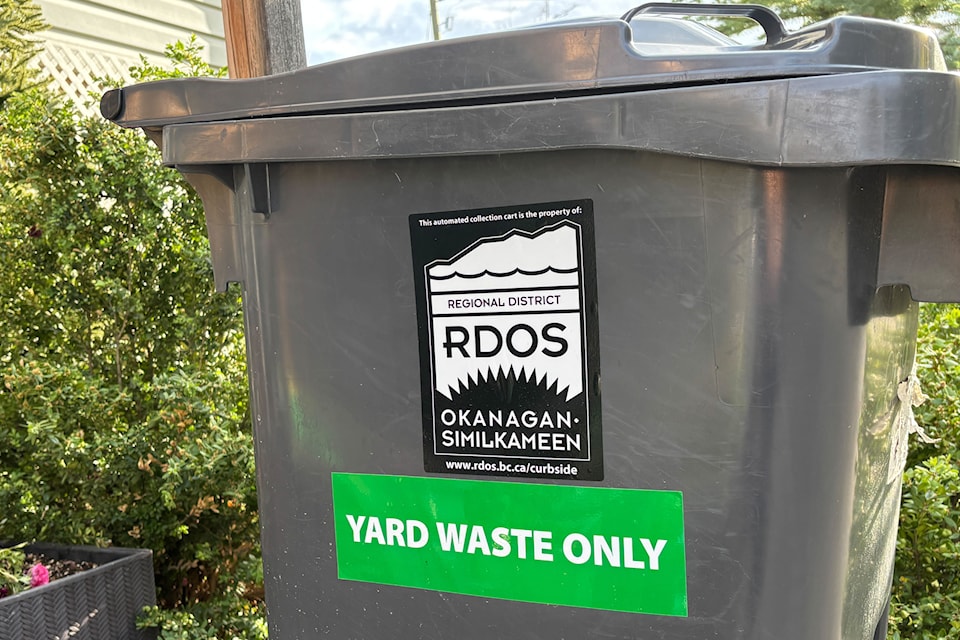 This automated collection cart is the property of:
REGIONAL DISTRICT
RDOS
OKANAGAN·
SIMILKAMEEN
www.rdos.bc.ca/curbside
YARD WASTE ONLY